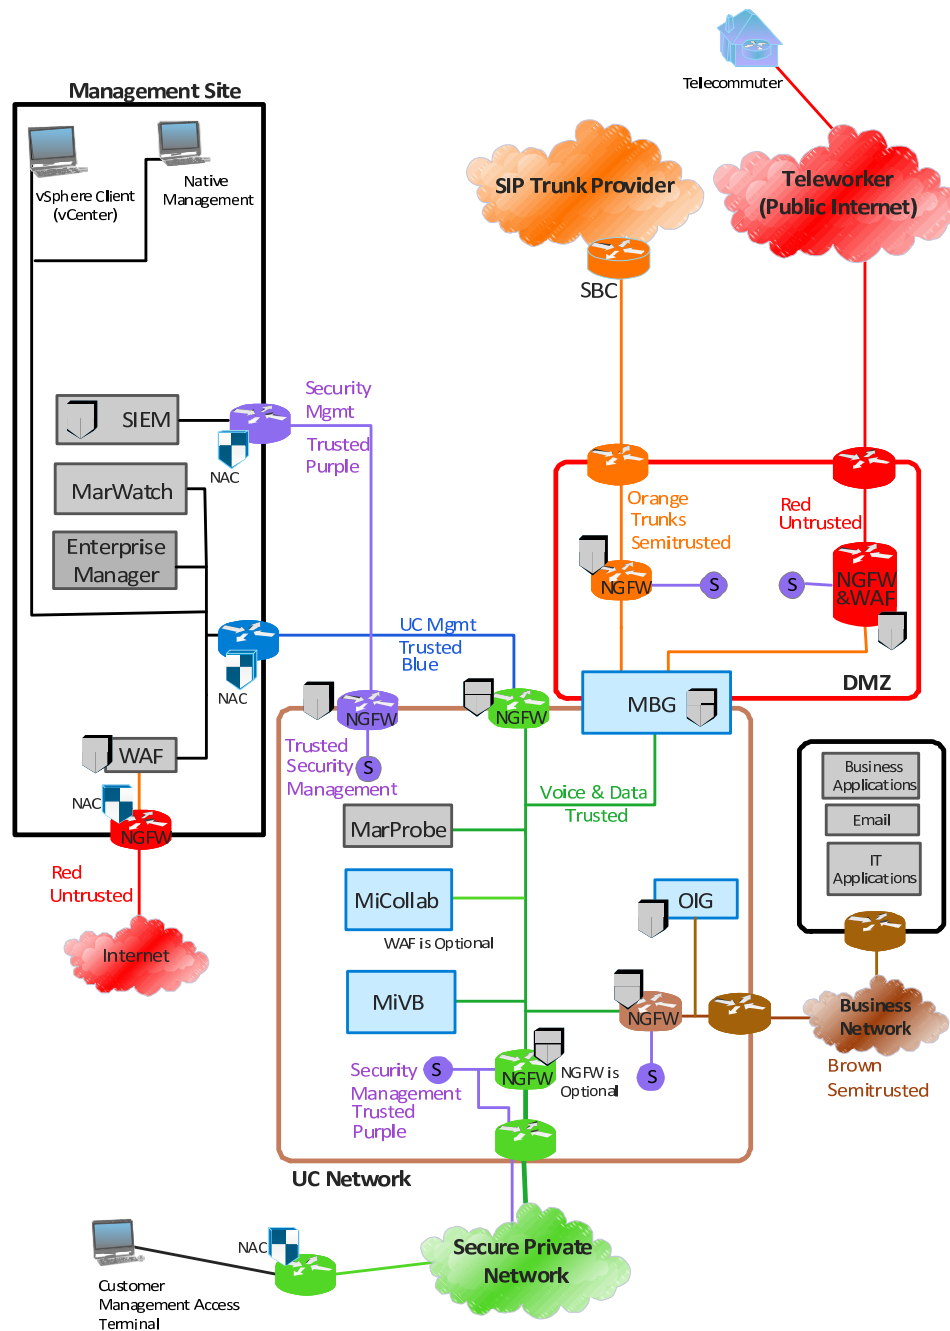 Telecommuter
Management Site
vSphere Client
(vCenter)
Native
Management
SIP Trunk Provider
Teleworker
(Public Internet)
SBC
SIEM
NAC
Security
Mgmt
Trusted
Purple
MarWatch
Enterprise
Manager
Orange
Trunks
Semitrusted
Red
Untrusted
NGFW
S
S
NGFW
&WAF
UC Mgmt
Trusted
Blue
NAC
DMZ
MBG
NGFW
NGFW
WAF
NAC
NGFW
Trusted
Security
Management
S
Voice & Data
Trusted
Business
Applications
Email
IT
Applications
MarProbe
Red
Untrusted
MiCollab
WAF is Optional
OIG
Internet
MiVB
NGFW
Business
Network
S
Security
Management
Trusted
Purple
NGFW
NGFW is
Optional
S
Brown
Semitrusted
UC Network
NAC
Secure Private
Network
Customer
Management Access
Terminal